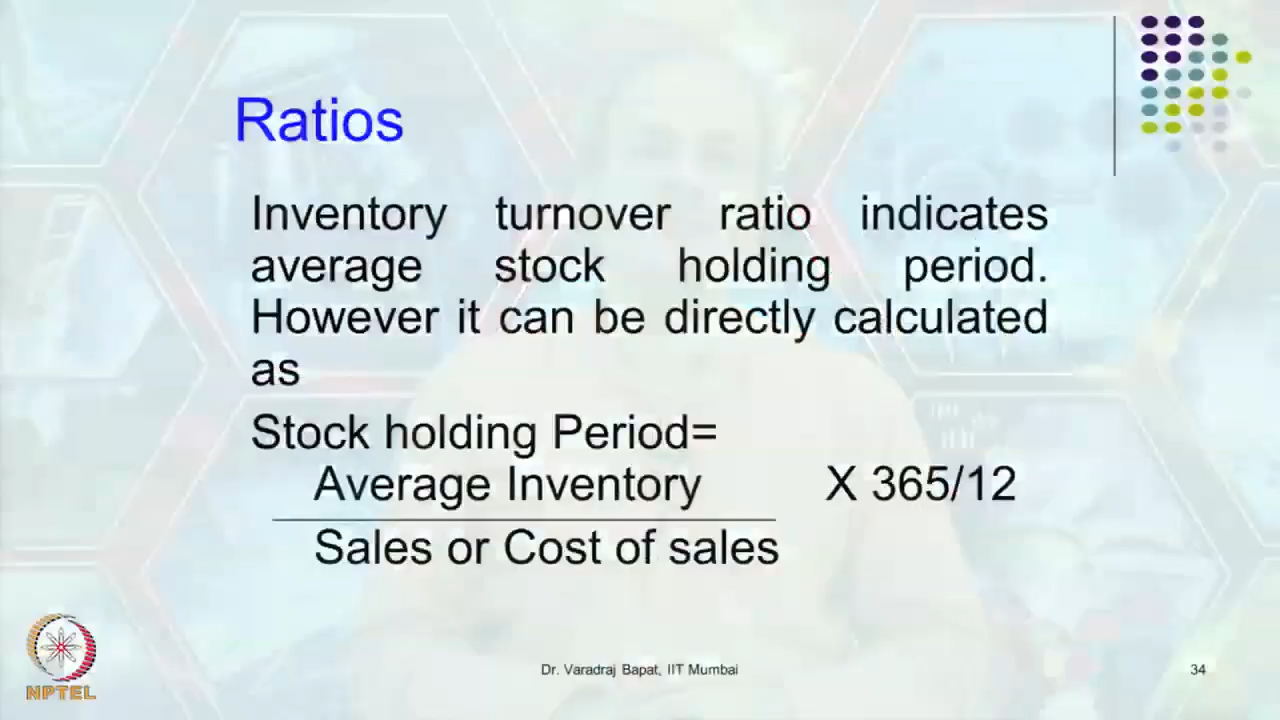 Ratios
Inventory turnover ratio indicates
average stock holding period.
However it can be directly calculated
as
Stock holding Period=
Average Inventory X 365/12
Sales or Cost of sales
NPTEL
Dr. Varadraj Bapat, IIT Mumbai
34